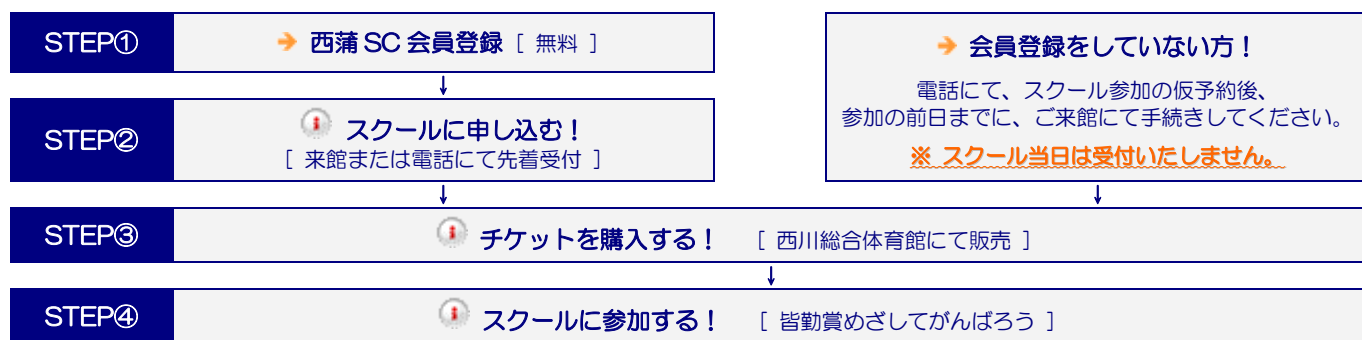 STEP①
西蒲 SC 会員登録 [ 無料 ]
↓
STEP②
スクールに申し込む!
[ 来館または電話にて先着受付 ]
会員登録をしていない方!
電話にて、スクール参加の仮予約後、
参加の前日までに、ご来館にて手続きしてください。
※ スクール当日は受付いたしません。
↓
↓
STEP③
チケットを購入する! [ 西川総合体育館にて販売 ]
↓
STEP④
スクールに参加する! [ 皆勤賞めざしてがんばろう ]